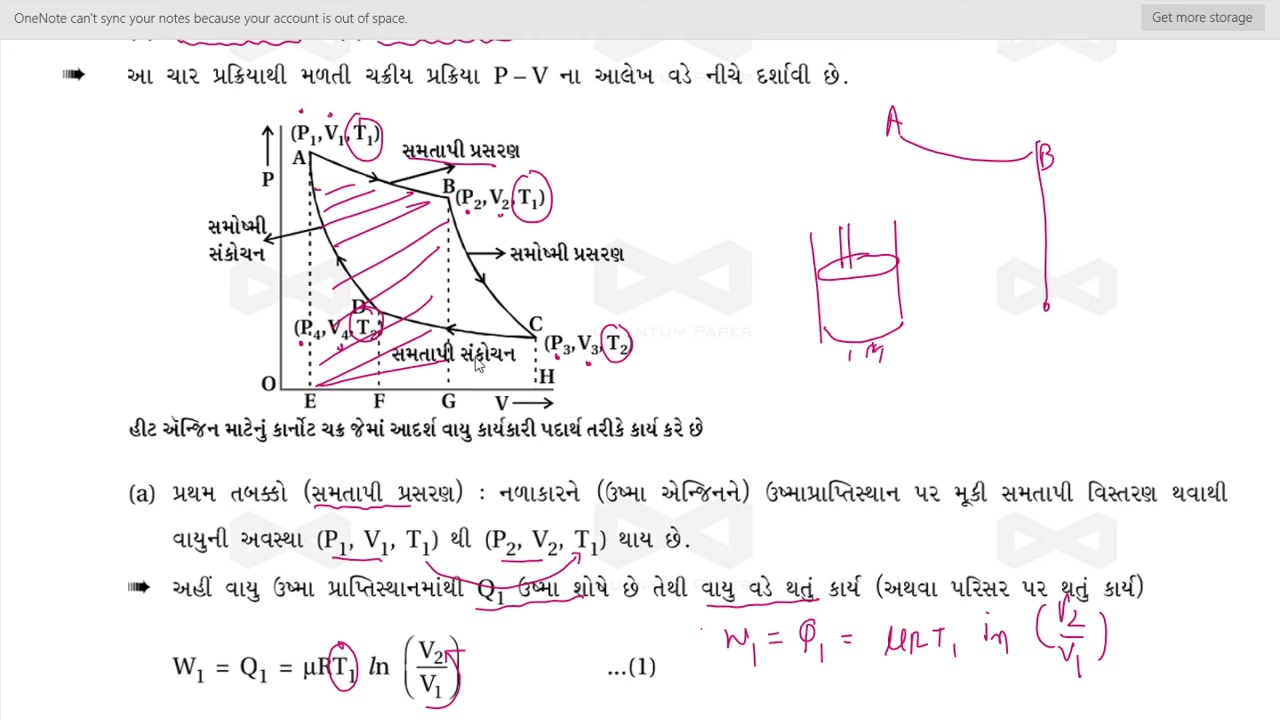 OneNote can't sync your notes because your account is out of space.
Get more storage
➠ આ ચાર પ્રક્રિયાથી મળતી ચક્રીય પ્રક્રિયા P – V ના આલેખ વડે નીચે દર્શાવી છે.
(P₁, V₁, T₁)
A
સમતાપી પ્રસરણ
P
B
(P₂, V₂, T₁)
સમોષ્મી
સંકોચન
સમોષ્મી પ્રસરણ
D
(P₄, V₄, T₂)
C
(P₃, V₃, T₂)
સમતાપી સંકોચન
O
H
E F G V
A
B
હીટ ઍન્જિન માટેનું કાર્નોટ ચક્ર જેમાં આદર્શ વાયુ કાર્યકારી પદાર્થ તરીકે કાર્ય કરે છે
(a) પ્રથમ તબક્કો (સમતાપી પ્રસરણ) : નળાકારને (ઉષ્મા એન્જિનને) ઉષ્માપ્રાપ્તિસ્થાન પર મૂકી સમતાપી વિસ્તરણ થવાથી
વાયુની અવસ્થા (P₁, V₁, T₁) થી (P₂, V₂, T₁) થાય છે.
➠ અહીં વાયુ ઉષ્મા પ્રાપ્તિસ્થાનમાંથી Q₁ ઉષ્મા શોષે છે તેથી વાયુ વડે થતું કાર્ય (અથવા પરિસર પર થતું કાર્ય)
W₁ = Q₁ = μRT₁ ln (V₂/V₁) ...(1)
W₁ = Q₁ = μRT₁ ln (V₂/V₁)